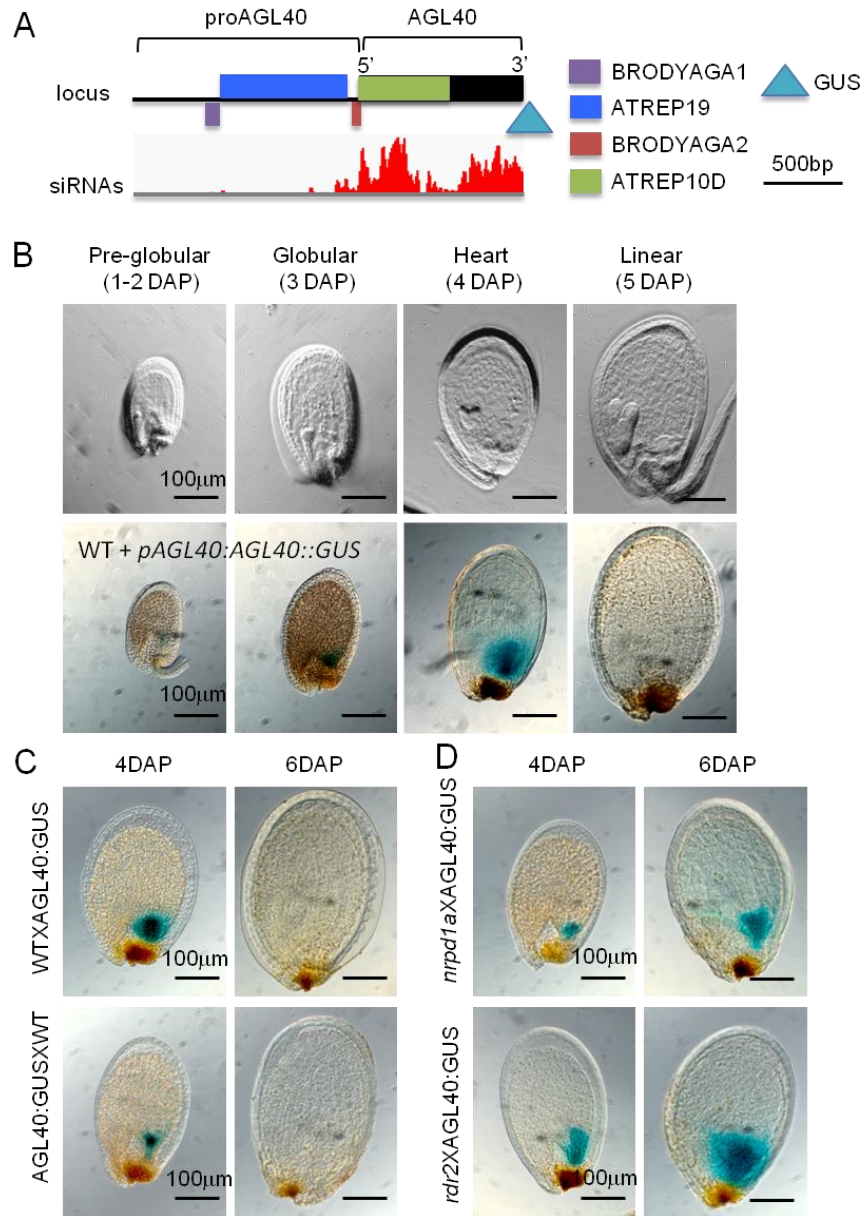 A
proAGL40
AGL40
5'
3'
locus
siRNAs
BRODYAGA1
ATREP19
BRODYAGA2
ATREP10D
GUS
500bp
B
Pre-globular
(1-2 DAP)
Globular
(3 DAP)
Heart
(4 DAP)
Linear
(5 DAP)
100μm
WT + pAGL40:AGL40::GUS
100μm
C
4DAP
6DAP
WTXAGL40:GUS
100μm
AGL40:GUSXWT
100μm
D
4DAP
6DAP
nrpd1aXAGL40:GUS
100μm
rdr2XAGL40:GUS
100μm